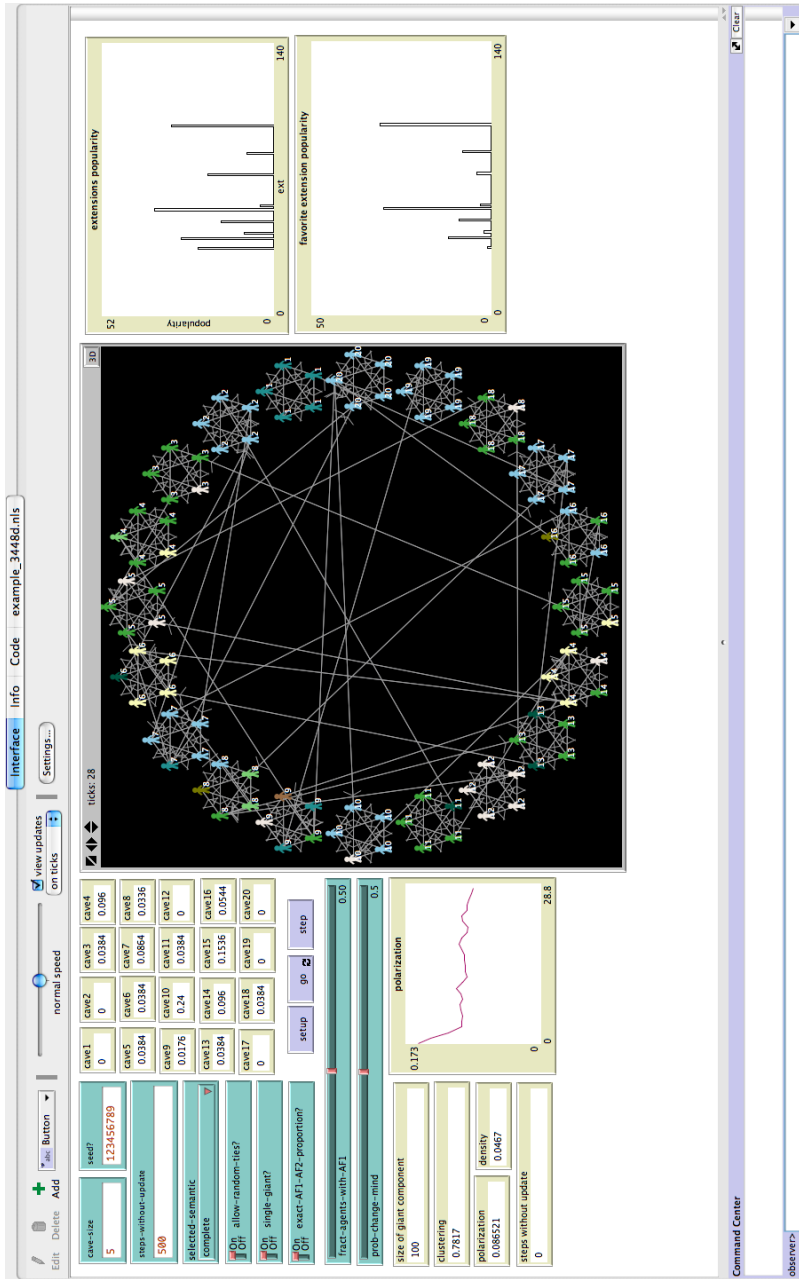 Interface Info Code example_3448d.nls
Edit Delete Add
abc Button
normal speed
view updates
on ticks
Settings...
cave-size
5
seed?
123456789
steps-without-update
500
selected-semantic
complete
On
Off
allow-random-ties?
On
Off
single-giant?
On
Off
exact-AF1-AF2-proportion?
fract-agents-with-AF1 0.50
prob-change-mind 0.5
cave1
0
cave2
0
cave3
0.0384
cave4
0.096
cave5
0.0384
cave6
0.0384
cave7
0.0864
cave8
0.0336
cave9
0.0176
cave10
0.24
cave11
0.0384
cave12
0
cave13
0.0384
cave14
0.096
cave15
0.1536
cave16
0.0544
cave17
0
cave18
0.0384
cave19
0
cave20
0
setup go step
size of giant component
100
clustering
0.7817
polarization
0.086521
density
0.0467
steps without update
0
polarization
0.173
0
0 28.8
ticks: 28
3D
extensions popularity
52
popularity
0
0 ext 140
favorite extension popularity
50
0
0 140
Command Center
Clear
observer>